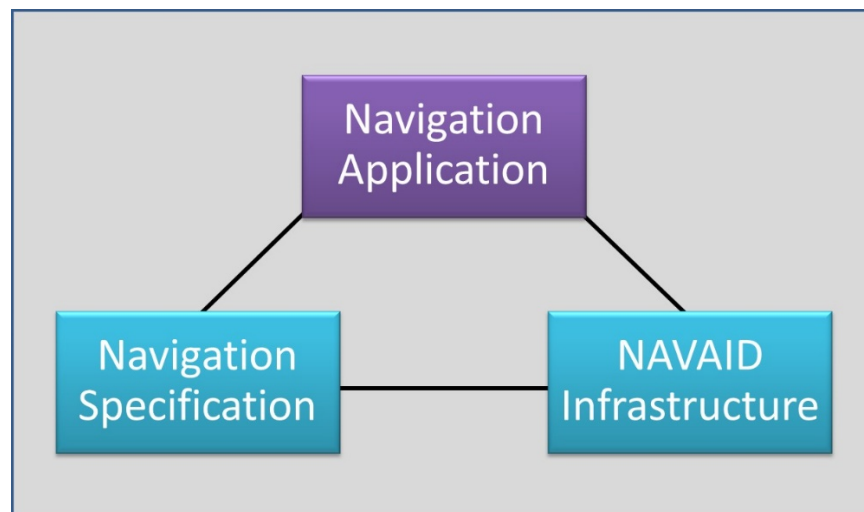 Navigation
Application
Navigation
Specification
NAVAID
Infrastructure